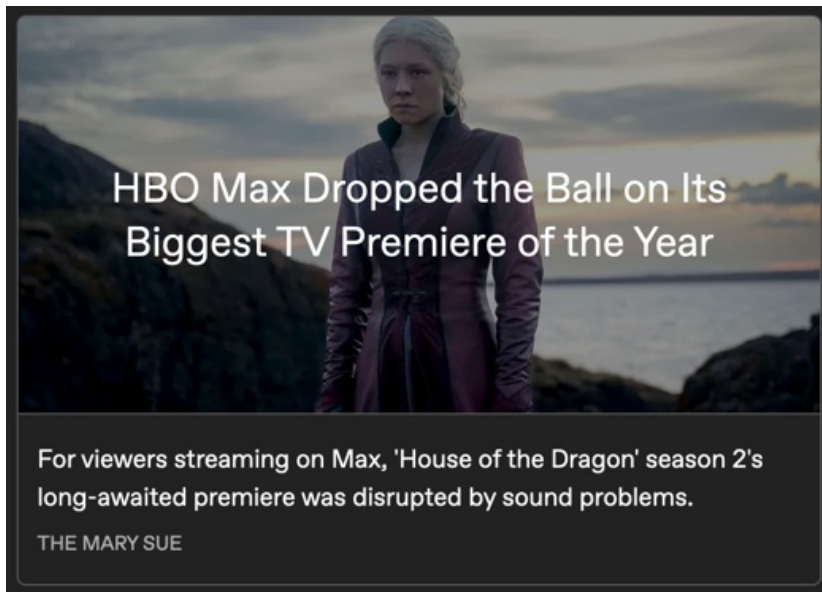 HBO Max Dropped the Ball on Its
Biggest TV Premiere of the Year
For viewers streaming on Max, 'House of the Dragon' season 2's
long-awaited premiere was disrupted by sound problems.
THE MARY SUE